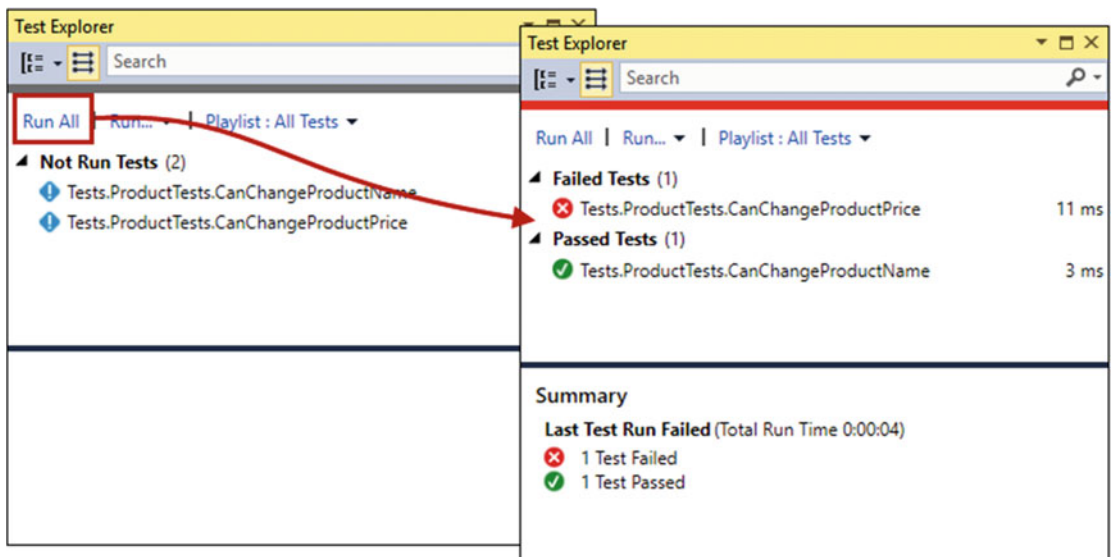 Test Explorer
Search
Run All | Run... | Playlist : All Tests
Not Run Tests (2)
Tests.ProductTests.CanChangeProductName
Tests.ProductTests.CanChangeProductPrice
Test Explorer
Search
Run All | Run... | Playlist : All Tests
Failed Tests (1)
Tests.ProductTests.CanChangeProductPrice 11 ms
Passed Tests (1)
Tests.ProductTests.CanChangeProductName 3 ms
Summary
Last Test Run Failed (Total Run Time 0:00:04)
1 Test Failed
1 Test Passed